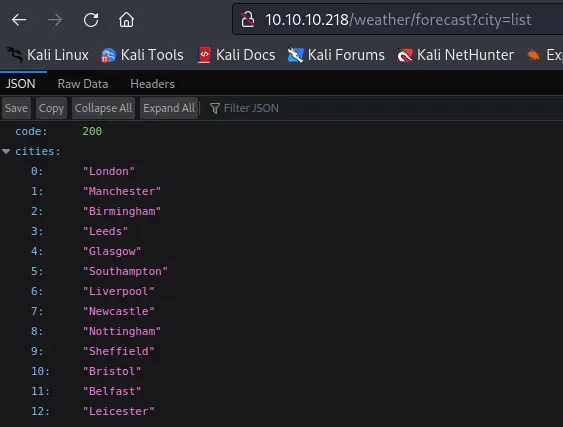 10.10.10.218/weather/forecast?city=list
Kali Linux Kali Tools Kali Docs Kali Forums Kali NetHunter Exp
JSON Raw Data Headers
Save Copy Collapse All Expand All Filter JSON
code: 200
cities:
0: "London"
1: "Manchester"
2: "Birmingham"
3: "Leeds"
4: "Glasgow"
5: "Southampton"
6: "Liverpool"
7: "Newcastle"
8: "Nottingham"
9: "Sheffield"
10: "Bristol"
11: "Belfast"
12: "Leicester"